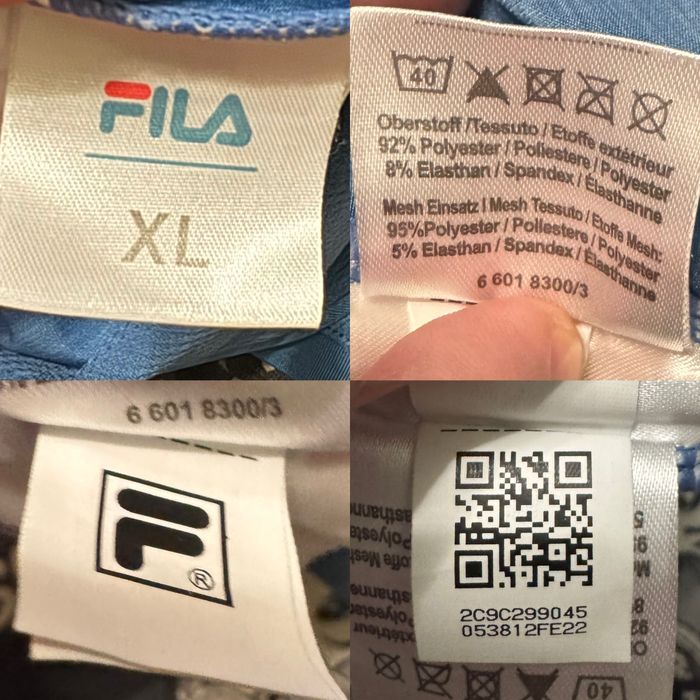 FILA
XL
40
Oberstoff/Tessuto / Etoffe extérieur
92% Polyester / Poliestere / Polyester
8% Elasthan / Spandex / Élasthanne
Mesh Einsatz / Mesh Tessuto / Etoffe Mesh:
95%Polyester / Poliestere / Polyester
5% Elasthan / Spandex / Élasthanne
6 601 8300/3
6 601 8300/3
F
®
2C9C299045
053812FE22
40